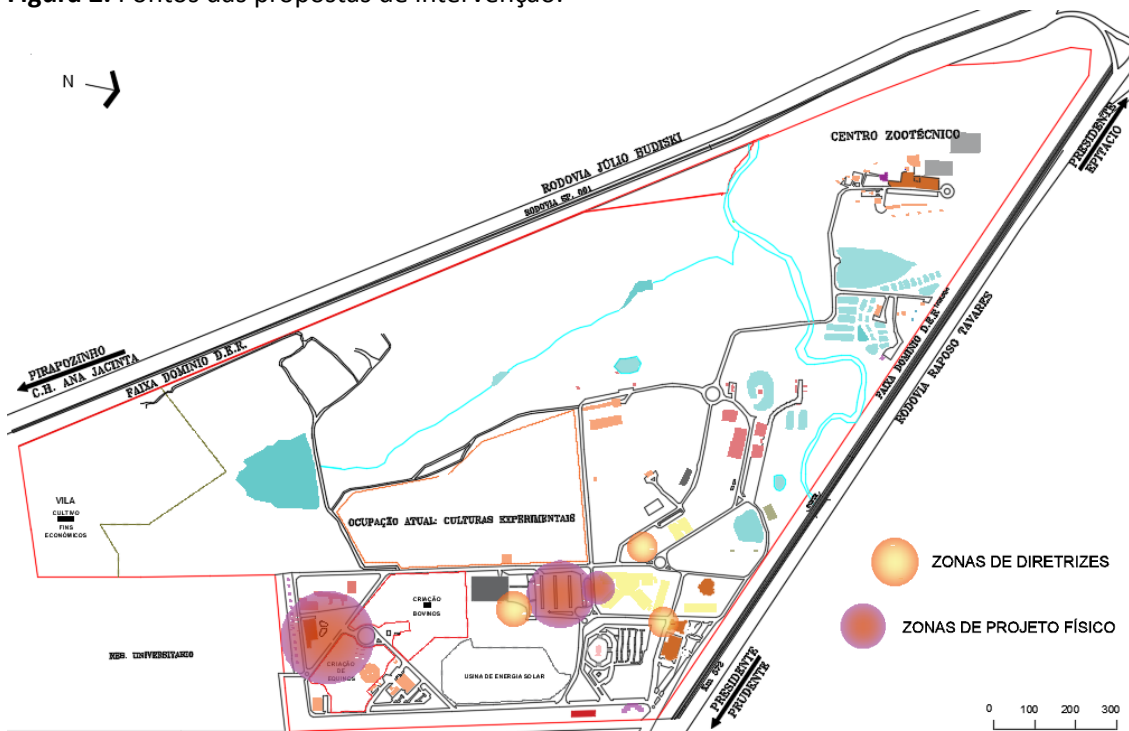 Figura 2. Pontos das propostas de intervenção.
N
RODOVIA JÚLIO BUDISKI
RODOVIA SP. 501
CENTRO ZOOTÉCNICO
PRESIDENTE
EPITÁCIO
PIRAPOZINHO
C.H. ANA JACINTA
FAIXA DOMÍNIO D.E.R.
FAIXA DOMÍNIO D.E.R
RODOVIA RAPOSO TAVARES
VILA
CULTIVO
FINS
ECONÔMICOS
OCUPAÇÃO ATUAL: CULTURAS EXPERIMENTAIS
ZONAS DE DIRETRIZES
ZONAS DE PROJETO FÍSICO
CRIAÇÃO
BOVINOS
RES. UNIVERSITARIO
CRIAÇÃO
DE
EQUINOS
USINA DE ENERGIA SOLAR
Km 572
PRESIDENTE
PRUDENTE
0 100 200 300